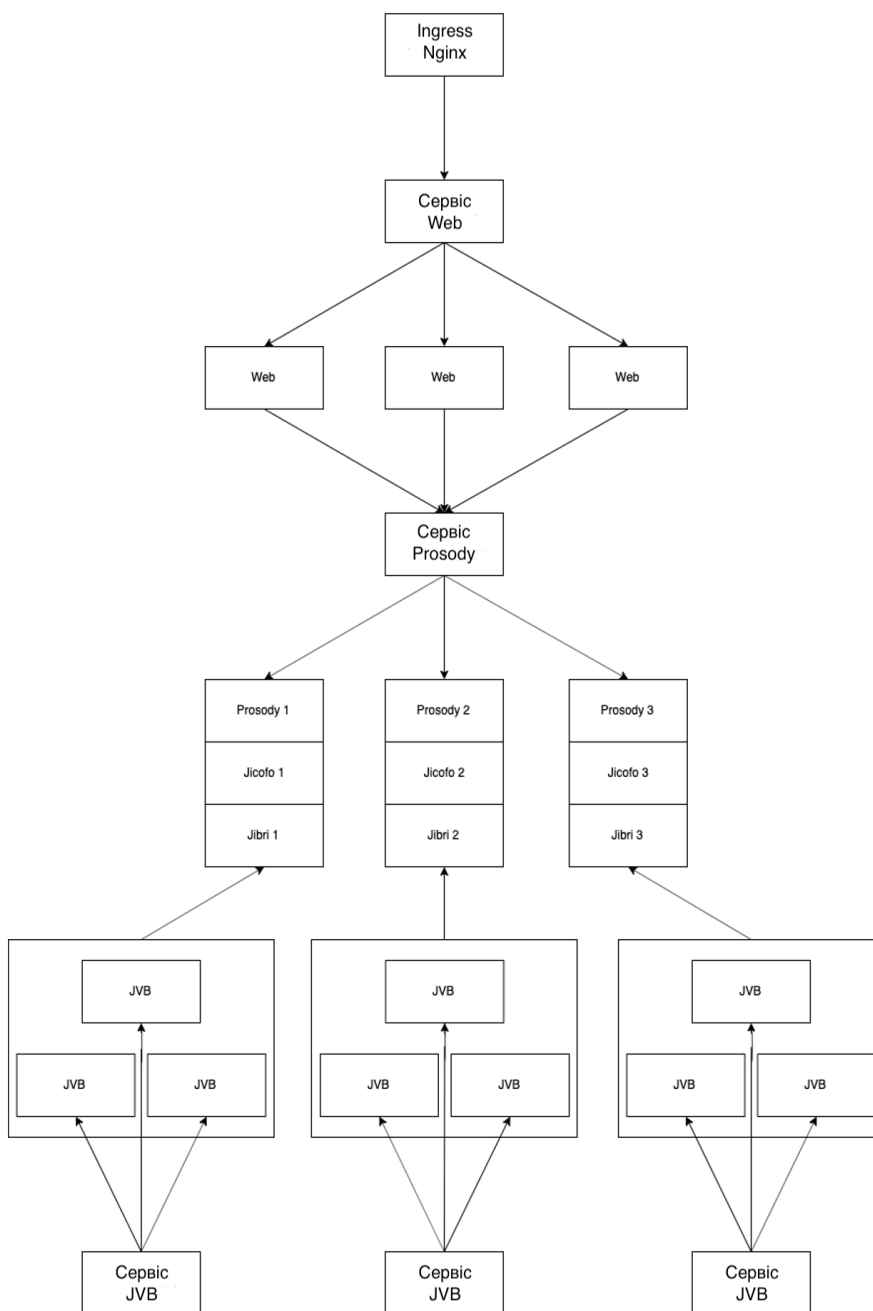 Ingress
Nginx
Сервіс
Web
Web
Web
Web
Сервіс
Prosody
Prosody 1
Prosody 2
Prosody 3
Jicofo 1
Jicofo 2
Jicofo 3
Jibri 1
Jibri 2
Jibri 3
JVB
JVB
JVB
JVB
JVB
JVB
JVB
JVB
JVB
Сервіс
JVB
Сервіс
JVB
Сервіс
JVB